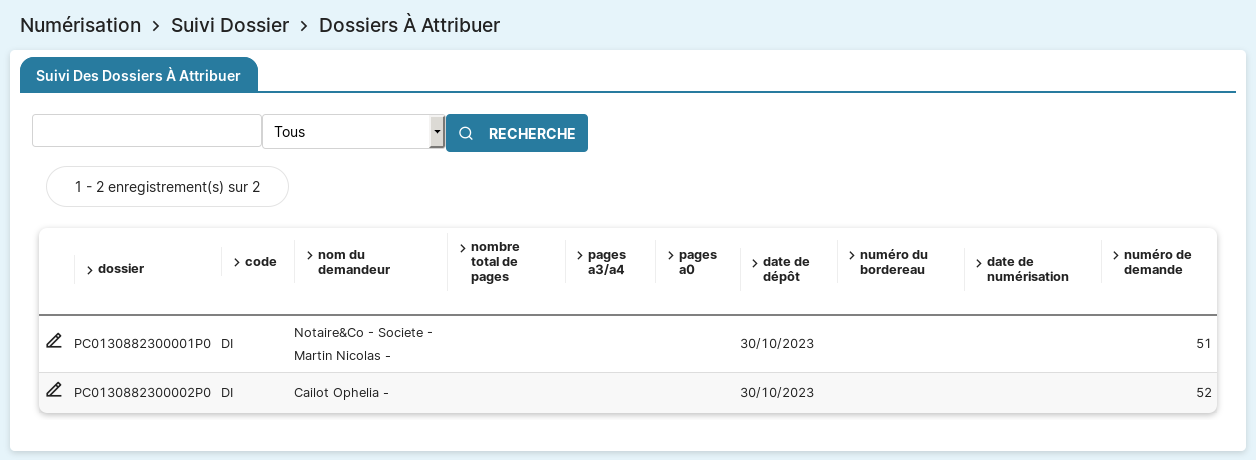 Numérisation > Suivi Dossier > Dossiers À Attribuer
Suivi Des Dossiers À Attribuer
Tous
RECHERCHE
1 - 2 enregistrement(s) sur 2
dossier
code
nom du
demandeur
nombre
total de
pages
pages
a3/a4
pages
a0
date de
dépôt
numéro du
bordereau
date de
numérisation
numéro de
demande
PC0130882300001P0 DI Notaire&Co - Societe - 30/10/2023 51
Martin Nicolas -
PC0130882300002P0 DI Cailot Ophelia - 30/10/2023 52